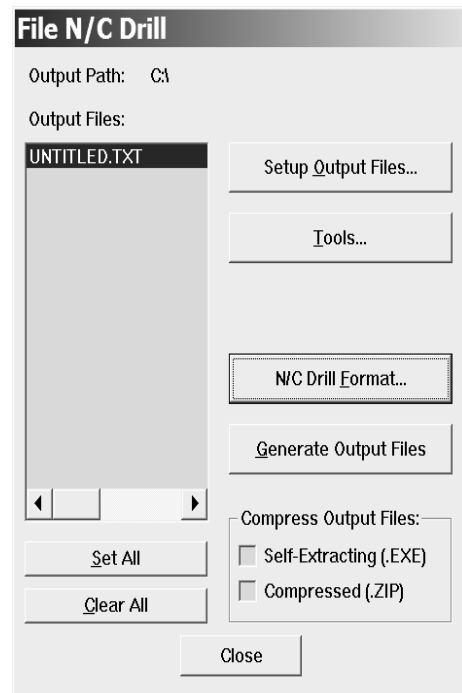 File N/C Drill
Output Path: C:\
Output Files:
UNTITLED.TXT
Setup Output Files...
Tools...
N/C Drill Format...
Generate Output Files
Set All
Clear All
Compress Output Files:
Self-Extracting (.EXE)
Compressed (.ZIP)
Close